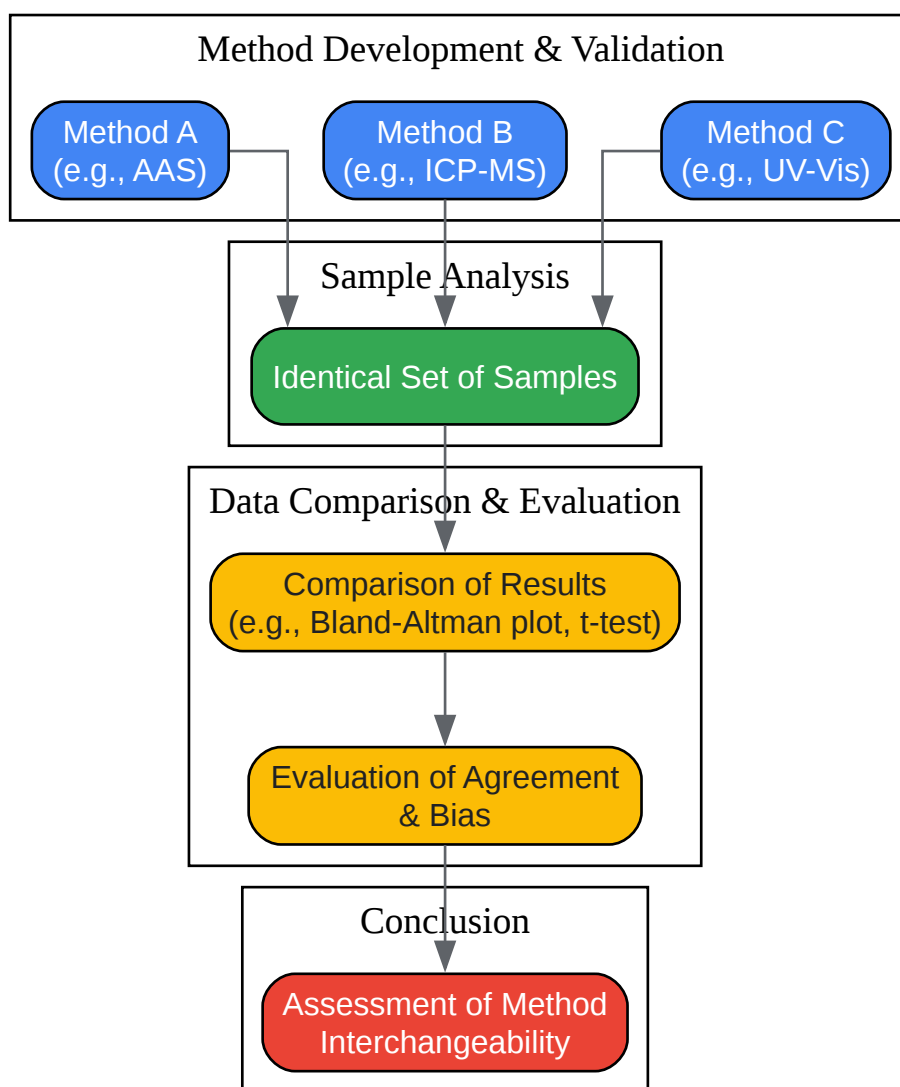 Method Development & Validation
Method A
(e.g., AAS)
Method B
(e.g., ICP-MS)
Method C
(e.g., UV-Vis)
Sample Analysis
Identical Set of Samples
Data Comparison & Evaluation
Comparison of Results
(e.g., Bland-Altman plot, t-test)
Evaluation of Agreement
& Bias
Conclusion
Assessment of Method
Interchangeability